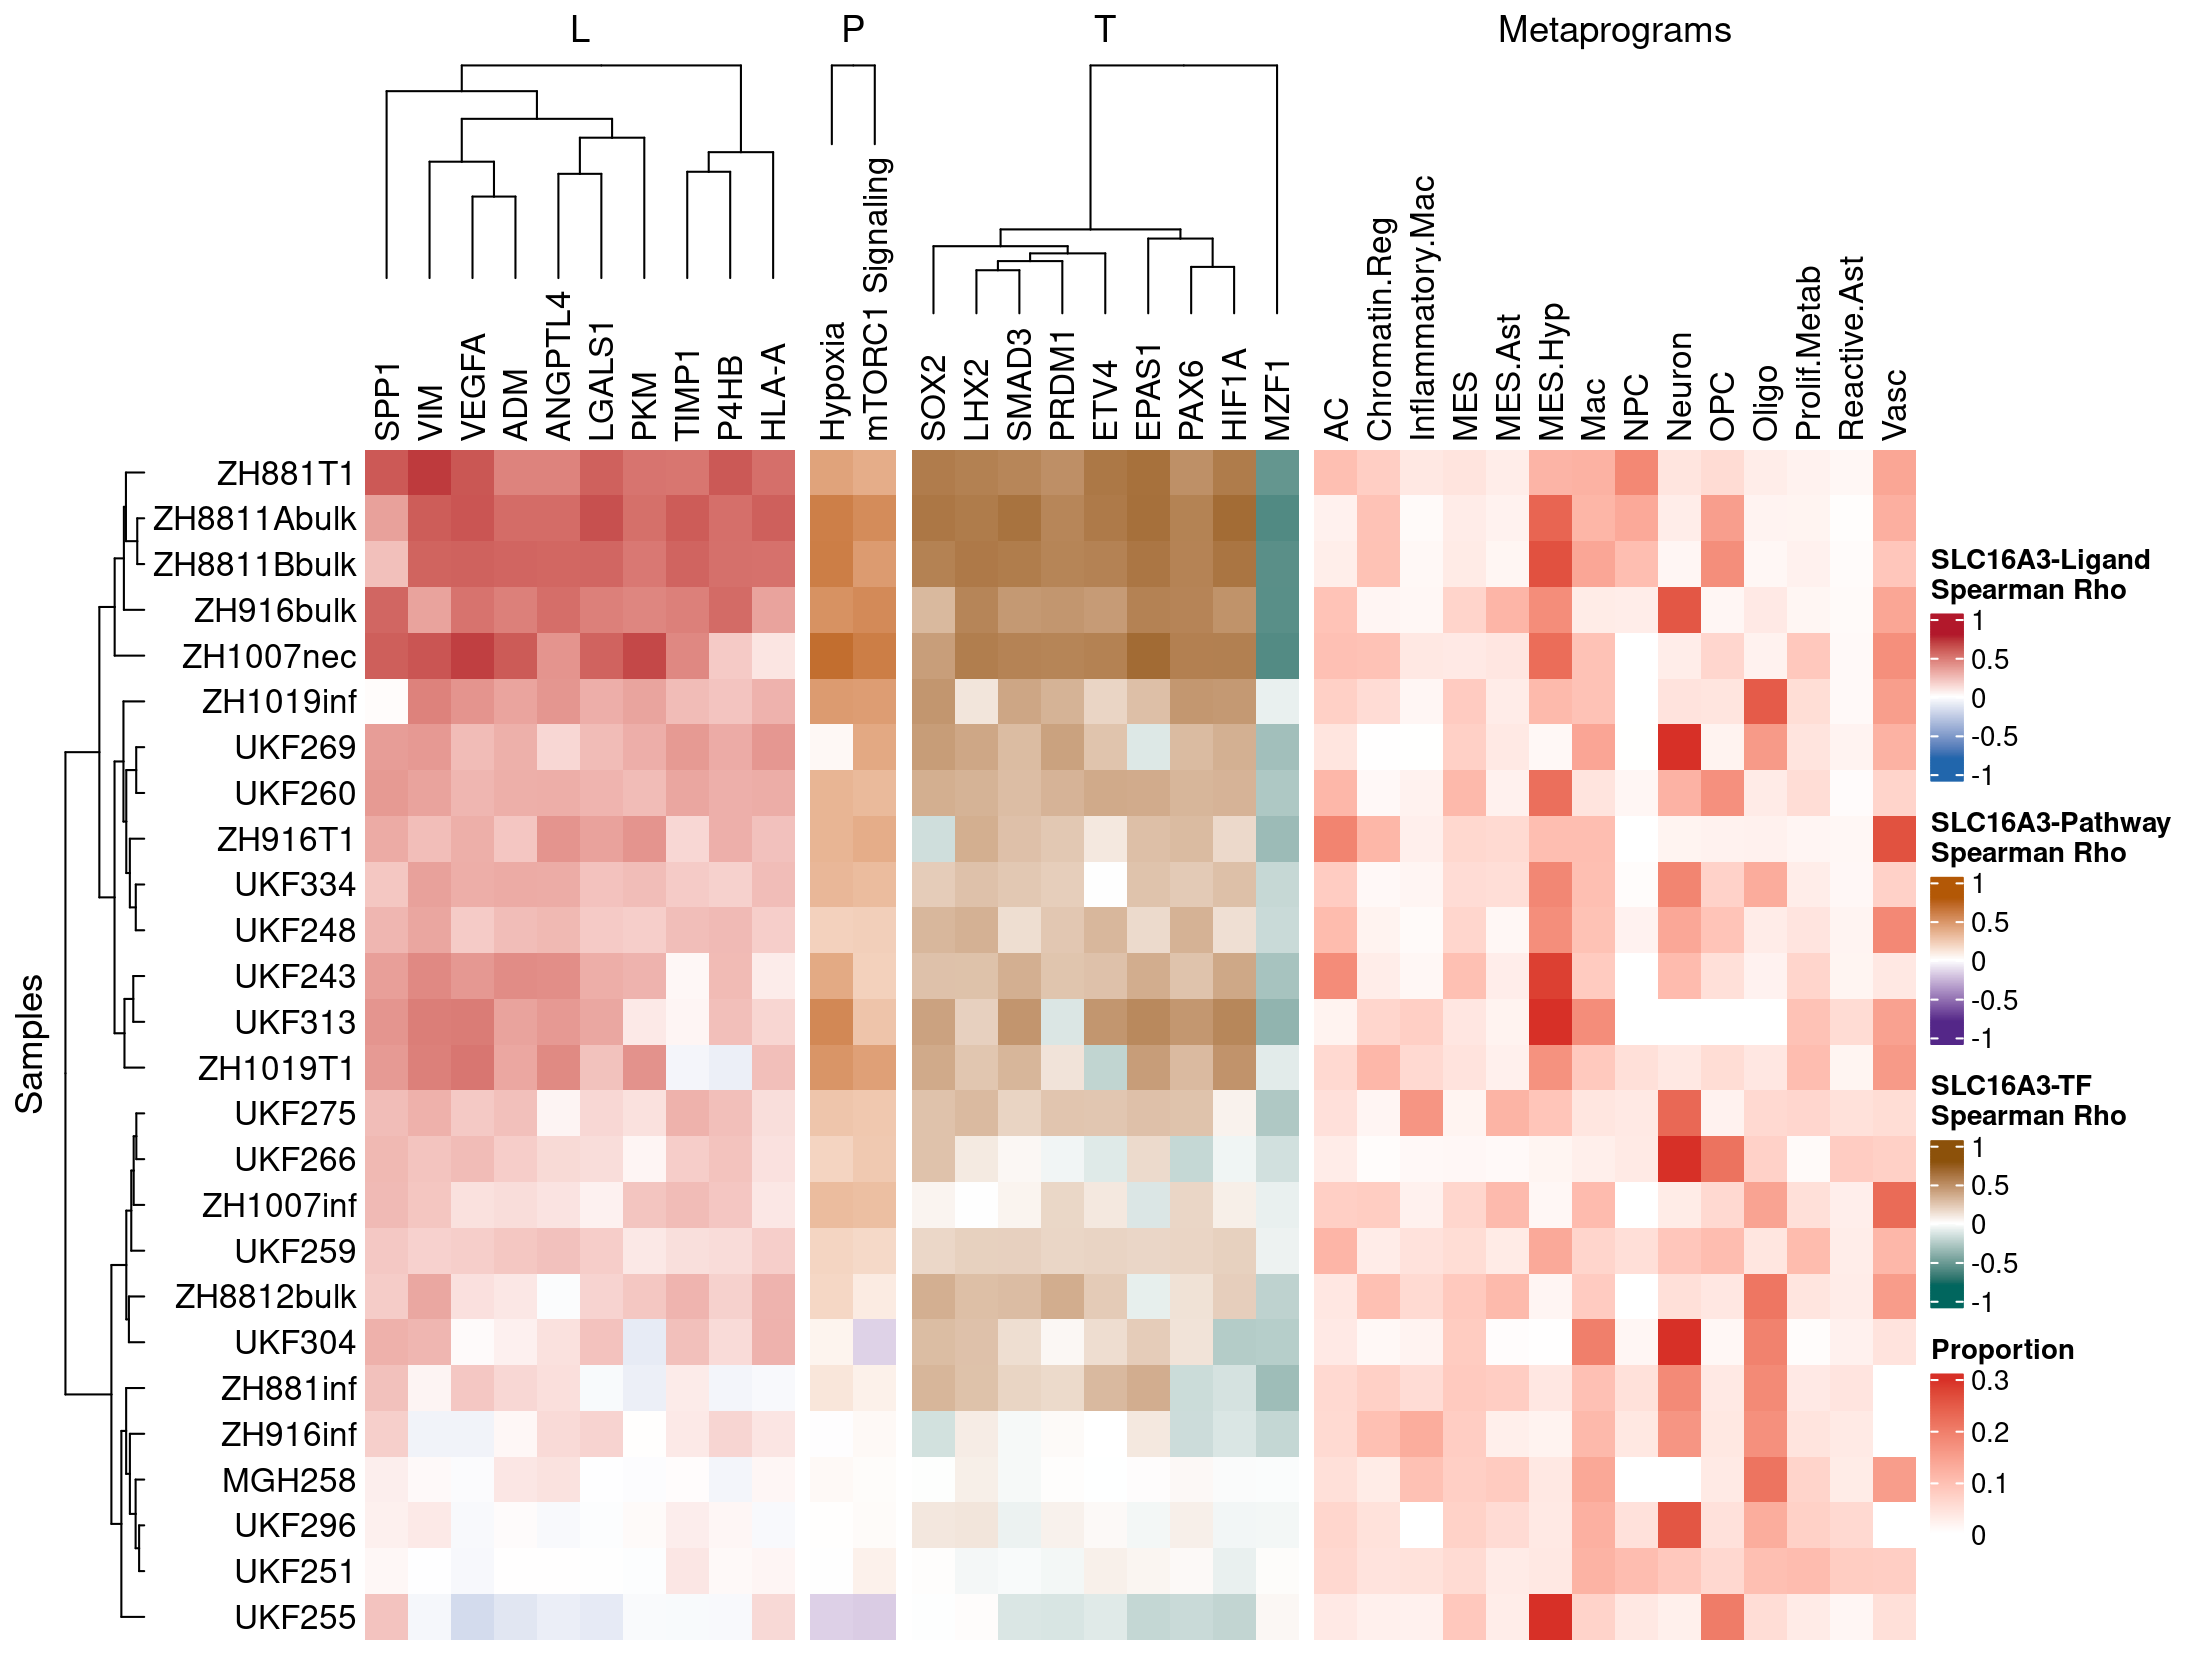 L
P
T
Metaprograms
SPP1
VIM
VEGFA
ADM
ANGPTL4
LGALS1
PKM
TIMP1
P4HB
HLA-A
Hypoxia
mTORC1 Signaling
SOX2
LHX2
SMAD3
PRDM1
ETV4
EPAS1
PAX6
HIF1A
MZF1
AC
Chromatin.Reg
Inflammatory.Mac
MES
MES.Ast
MES.Hyp
Mac
NPC
Neuron
OPC
Oligo
Prolif.Metab
Reactive.Ast
Vasc
Samples
ZH881T1
ZH8811Abulk
ZH8811Bbulk
ZH916bulk
ZH1007nec
ZH1019inf
UKF269
UKF260
ZH916T1
UKF334
UKF248
UKF243
UKF313
ZH1019T1
UKF275
UKF266
ZH1007inf
UKF259
ZH8812bulk
UKF304
ZH881inf
ZH916inf
MGH258
UKF296
UKF251
UKF255
SLC16A3-Ligand
Spearman Rho
1
0.5
0
-0.5
-1
SLC16A3-Pathway
Spearman Rho
1
0.5
0
-0.5
-1
SLC16A3-TF
Spearman Rho
1
0.5
0
-0.5
-1
Proportion
0.3
0.2
0.1
0